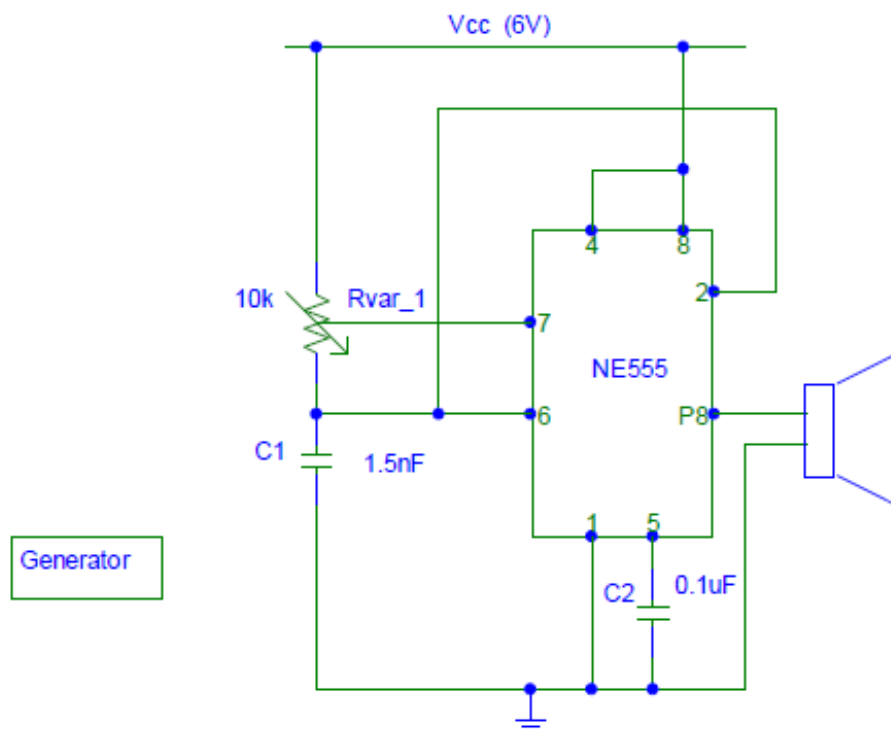 Vcc (6V)
4 8
10k Rvar_1
2
7
NE555
6
P8
C1 1.5nF
1 5
Generator
C2 0.1uF